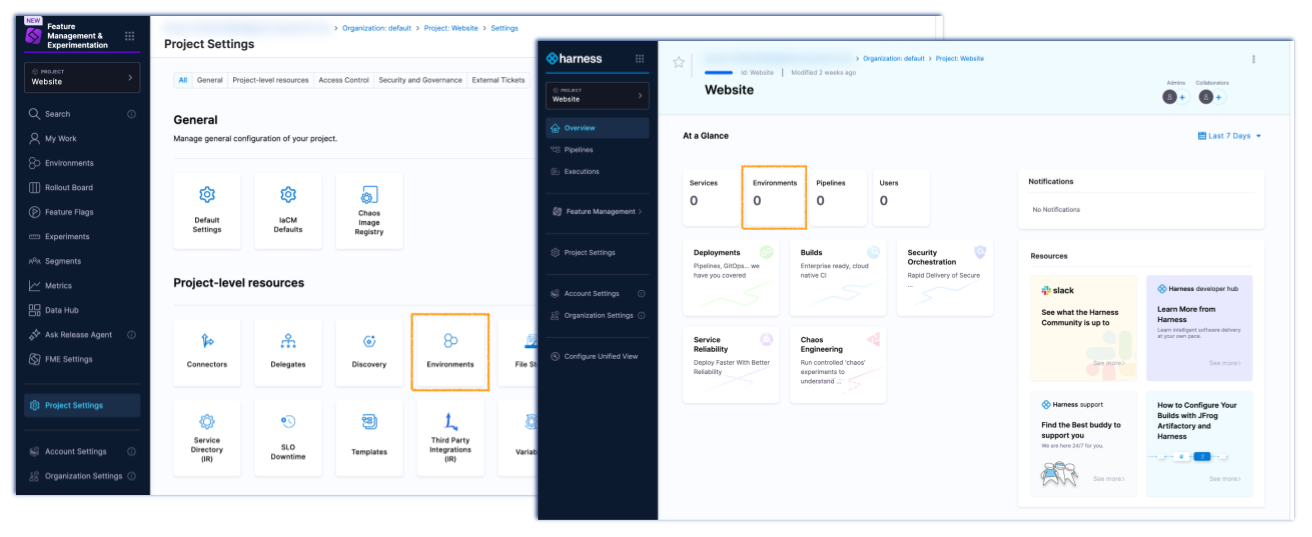 NEW
Feature
Management &
Experimentation
PROJECT
Website
Search
My Work
Environments
Rollout Board
Feature Flags
Experiments
Segments
Metrics
Data Hub
Ask Release Agent
FME Settings
Project Settings
Account Settings
Organization Settings
> Organization: default > Project: Website > Settings
Project Settings
All General Project-level resources Access Control Security and Governance External Tickets
General
Manage general configuration of your project.
Default
Settings
IaCM
Defaults
Chaos
Image
Registry
Project-level resources
Connectors
Delegates
Discovery
Environments
File St
Service
Directory
(IR)
SLO
Downtime
Templates
Third Party
Integrations
(IR)
Variab
harness
PROJECT
Website
Overview
Pipelines
Executions
Feature Management >
Project Settings
Account Settings
Organization Settings
Configure Unified View
> Organization: default > Project: Website
Id: Website | Modified 2 weeks ago
Website
Admins
+
Collaborators
+
At a Glance
Last 7 Days
Services
0
Environments
0
Pipelines
0
Users
0
Deployments
Pipelines, GitOps... we
have you covered
Builds
Enterprise ready, cloud
native CI
Security
Orchestration
Rapid Delivery of Secure
...
Service
Reliability
Deploy Faster With Better
Reliability
Chaos
Engineering
Run controlled 'chaos'
experiments to
understand ...
Notifications
No Notifications
Resources
slack
See what the Harness
Community is up to
See more>
Harness developer hub
Learn More from
Harness
Learn intelligent software delivery
at your own pace.
See more>
Harness support
Find the Best buddy to
support you
We are here 24/7 for you.
See more>
How to Configure Your
Builds with JFrog
Artifactory and
Harness
See more>